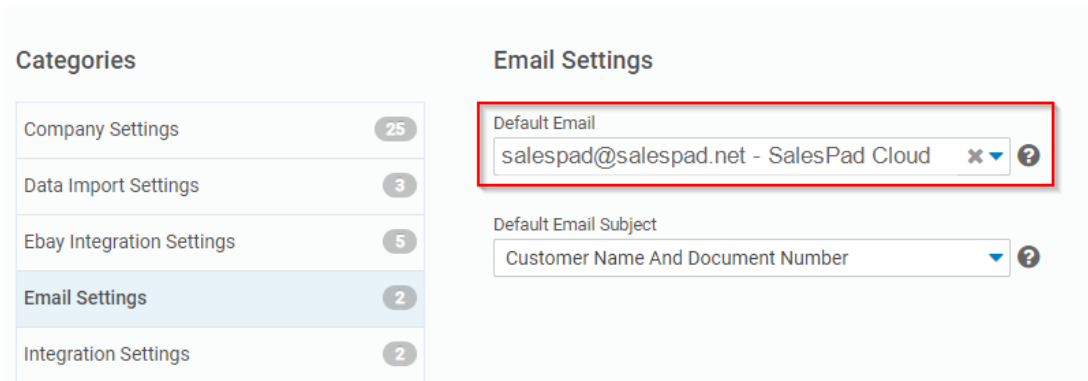 Categories
Company Settings 25
Data Import Settings 3
Ebay Integration Settings 5
Email Settings 2
Integration Settings 2
Email Settings
Default Email
salespad@salespad.net - SalesPad Cloud
Default Email Subject
Customer Name And Document Number